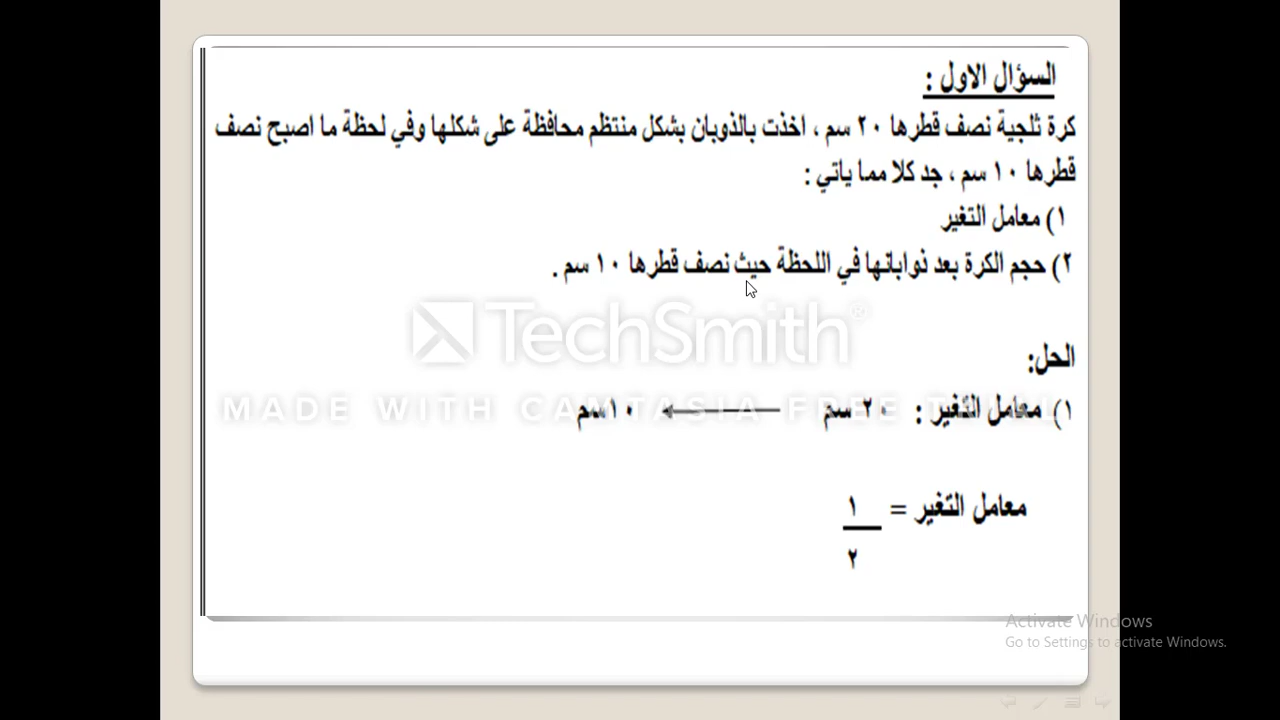 السؤال الاول :
كرة ثلجية نصف قطرها ٢٠ سم ، اخذت بالذوبان بشكل منتظم محافظة على شكلها وفي لحظة ما اصبح نصف
قطرها ١٠ سم ، جد كلا مما يأتي :
١) معامل التغير
٢) حجم الكرة بعد ذوابانها في اللحظة حيث نصف قطرها ١٠ سم .
TechSmith®
الحل:
MADE WITH CAMTASIA FREE TRIAL
١) معامل التغير : ٢٠ سم ← ١٠سم
معامل التغير = ١
٢
Activate Windows
Go to Settings to activate Windows.